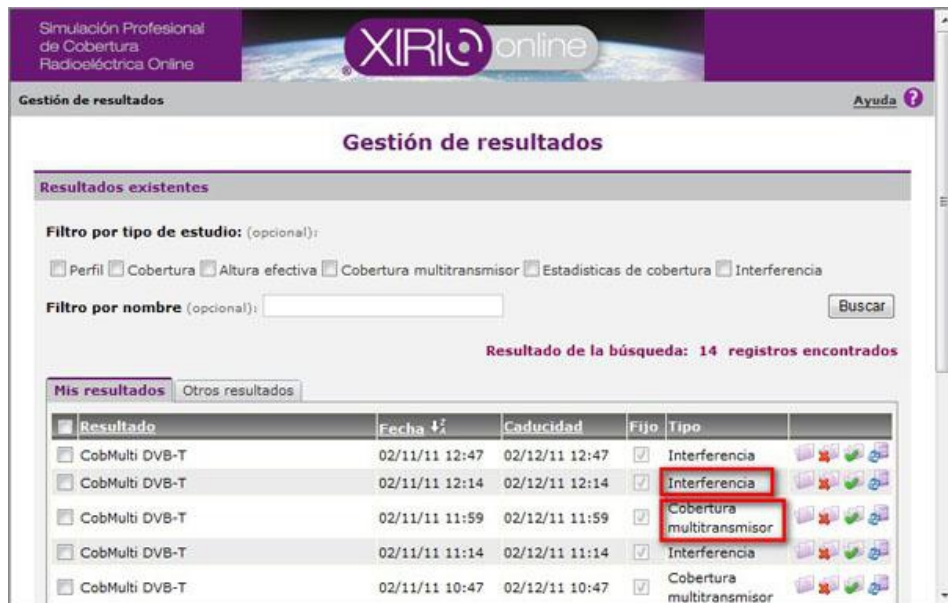 Simulación Profesional
de Cobertura
Radioeléctrica Online
XIRIO online
®
Gestión de resultados
Ayuda ?
Gestión de resultados
Resultados existentes
Filtro por tipo de estudio: (opcional):
Perfil Cobertura Altura efectiva Cobertura multitransmisor Estadisticas de cobertura Interferencia
Filtro por nombre (opcional): Buscar
Resultado de la búsqueda: 14 registros encontrados
Mis resultados Otros resultados
Resultado Fecha Caducidad Fijo Tipo
CobMulti DVB-T 02/11/11 12:47 02/12/11 12:47 Interferencia
CobMulti DVB-T 02/11/11 12:14 02/12/11 12:14 Interferencia
CobMulti DVB-T 02/11/11 11:59 02/12/11 11:59 Cobertura
multitransmisor
CobMulti DVB-T 02/11/11 11:14 02/12/11 11:14 Interferencia
CobMulti DVB-T 02/11/11 10:47 02/12/11 10:47 Cobertura
multitransmisor